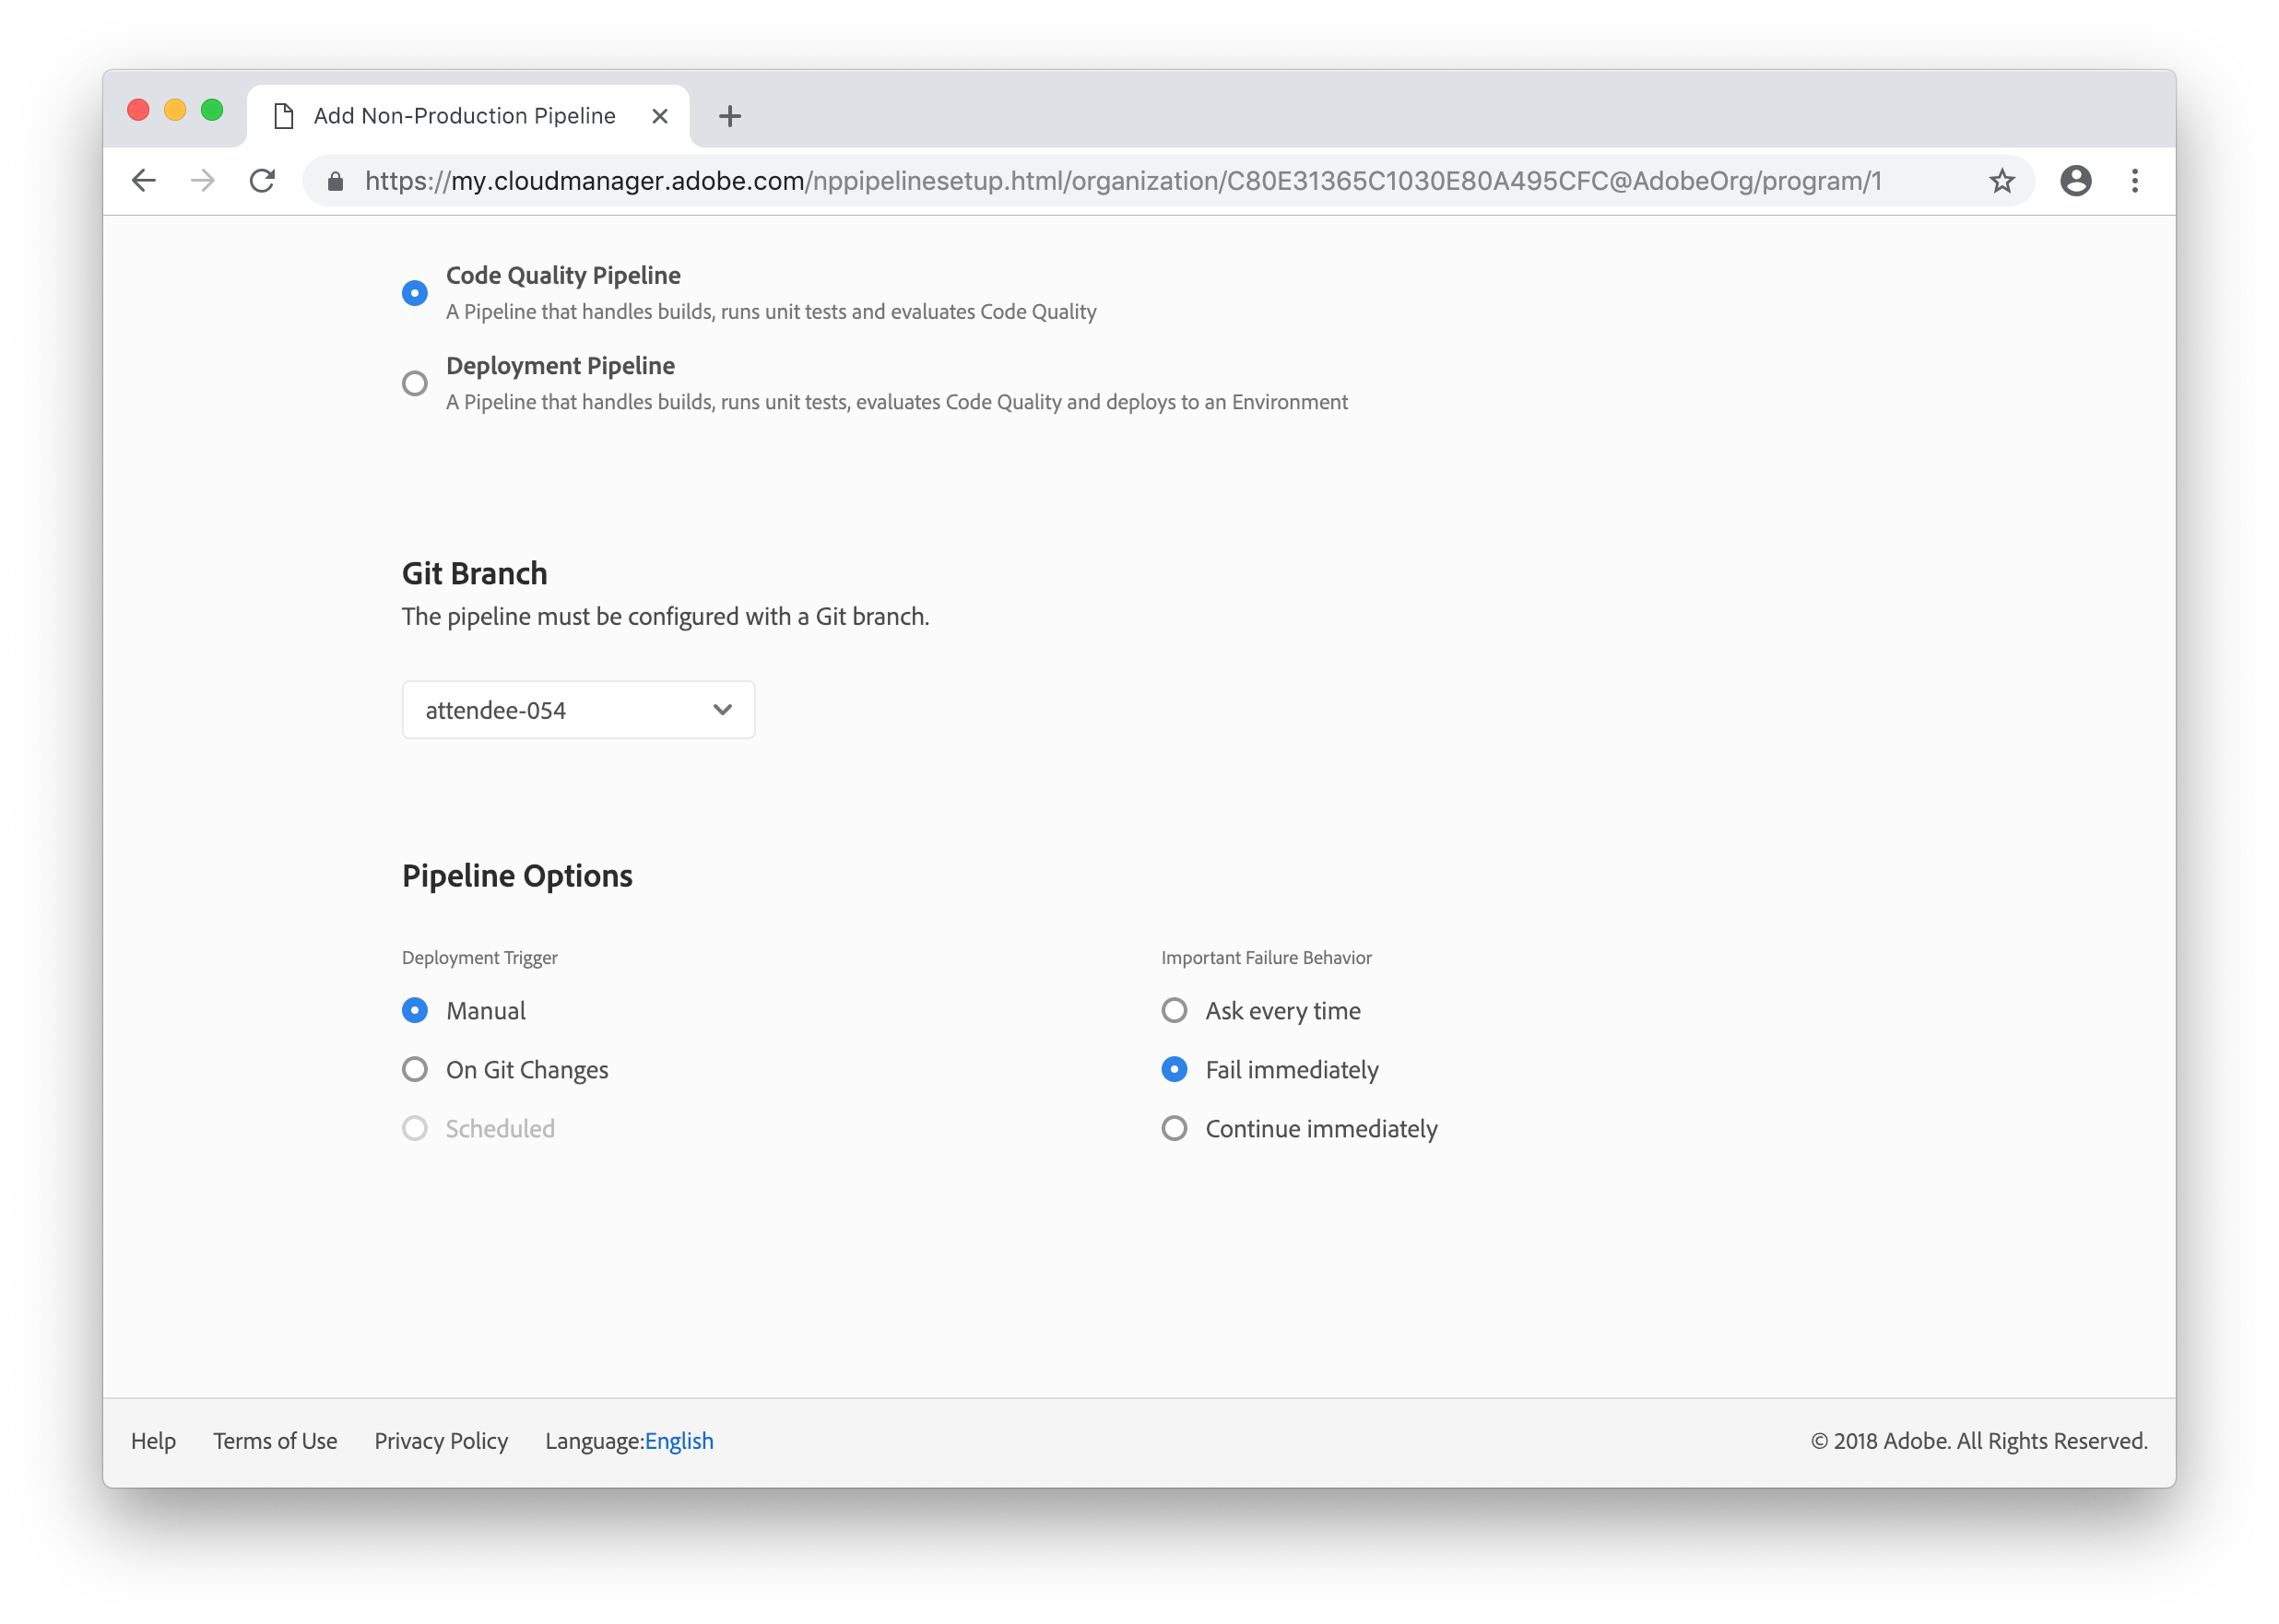 Add Non-Production Pipeline
https://my.cloudmanager.adobe.com/nppipelinesetup.html/organization/C80E31365C1030E80A495CFC@AdobeOrg/program/1
Code Quality Pipeline
A Pipeline that handles builds, runs unit tests and evaluates Code Quality
Deployment Pipeline
A Pipeline that handles builds, runs unit tests, evaluates Code Quality and deploys to an Environment
Git Branch
The pipeline must be configured with a Git branch.
attendee-054
Pipeline Options
Deployment Trigger
Manual
On Git Changes
Scheduled
Important Failure Behavior
Ask every time
Fail immediately
Continue immediately
Help Terms of Use Privacy Policy Language:English © 2018 Adobe. All Rights Reserved.